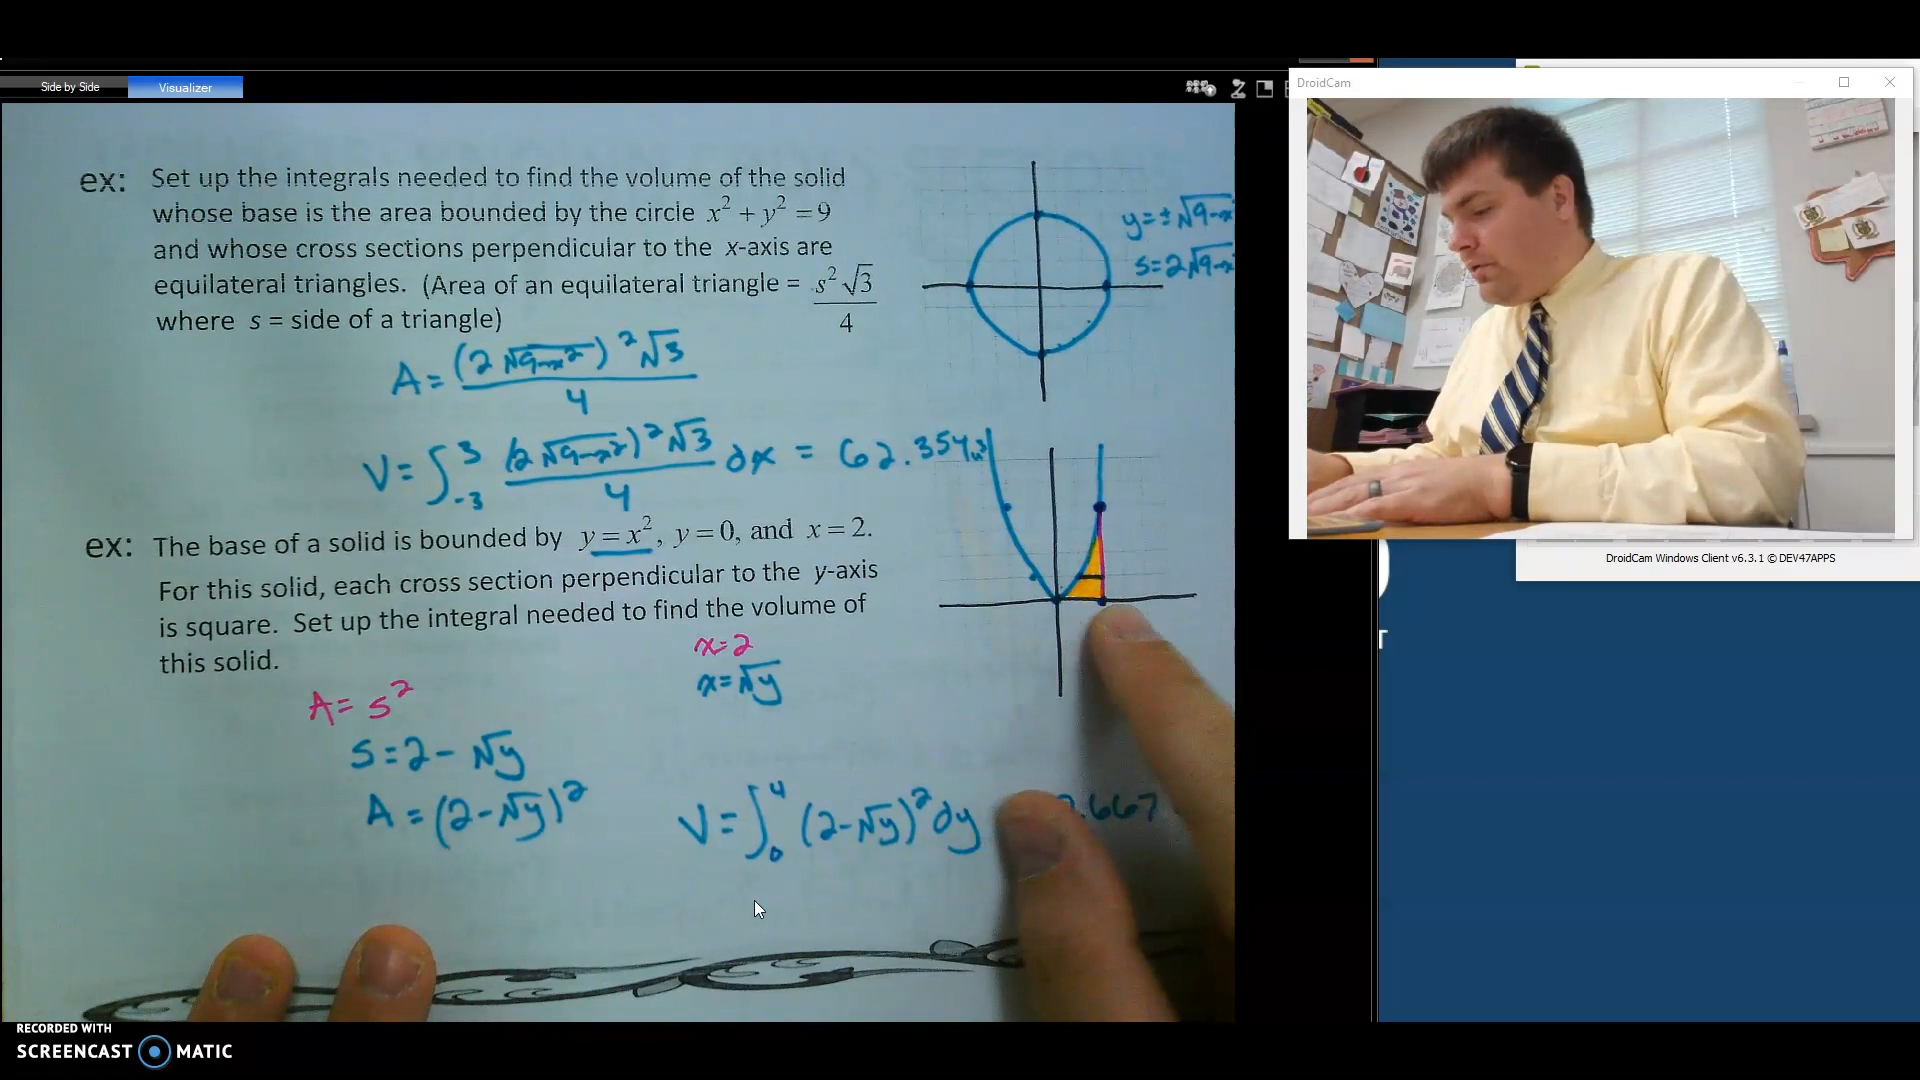 Side by Side
Visualizer
DroidCam
ex: Set up the integrals needed to find the volume of the solid
whose base is the area bounded by the circle x² + y² = 9
and whose cross sections perpendicular to the x-axis are
equilateral triangles. (Area of an equilateral triangle = s²√3/4
where s = side of a triangle)
y=±√9-x
s=2√9-x
A = (2√9-x²)²√3/4
V = ∫₋₃³ (2√9-x²)²√3/4 dx = 62.354u³
ex: The base of a solid is bounded by y = x², y = 0, and x = 2.
For this solid, each cross section perpendicular to the y-axis
is square. Set up the integral needed to find the volume of
this solid.
x=2
x=√y
A= s²
s=2-√y
A = (2-√y)²
V = ∫₀⁴ (2-√y)² dy
.667
DroidCam Windows Client v6.3.1 © DEV47APPS
T
RECORDED WITH
SCREENCAST MATIC